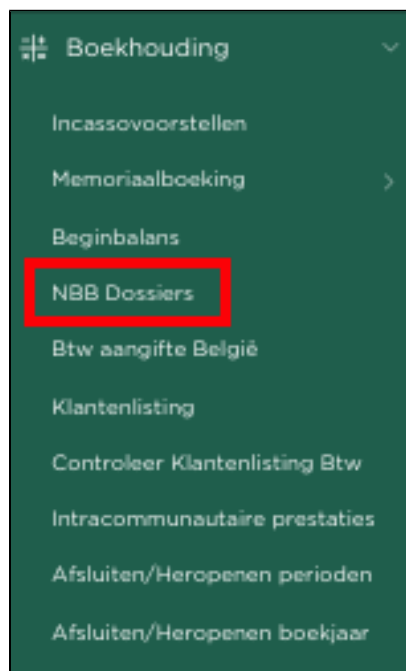 Boekhouding
Incassovoorstellen
Memoriaalboeking
Beginbalans
NBB Dossiers
Btw aangifte België
Klantenlisting
Controleer Klantenlisting Btw
Intracommunautaire prestaties
Afsluiten/Heropenen perioden
Afsluiten/Heropenen boekjaar